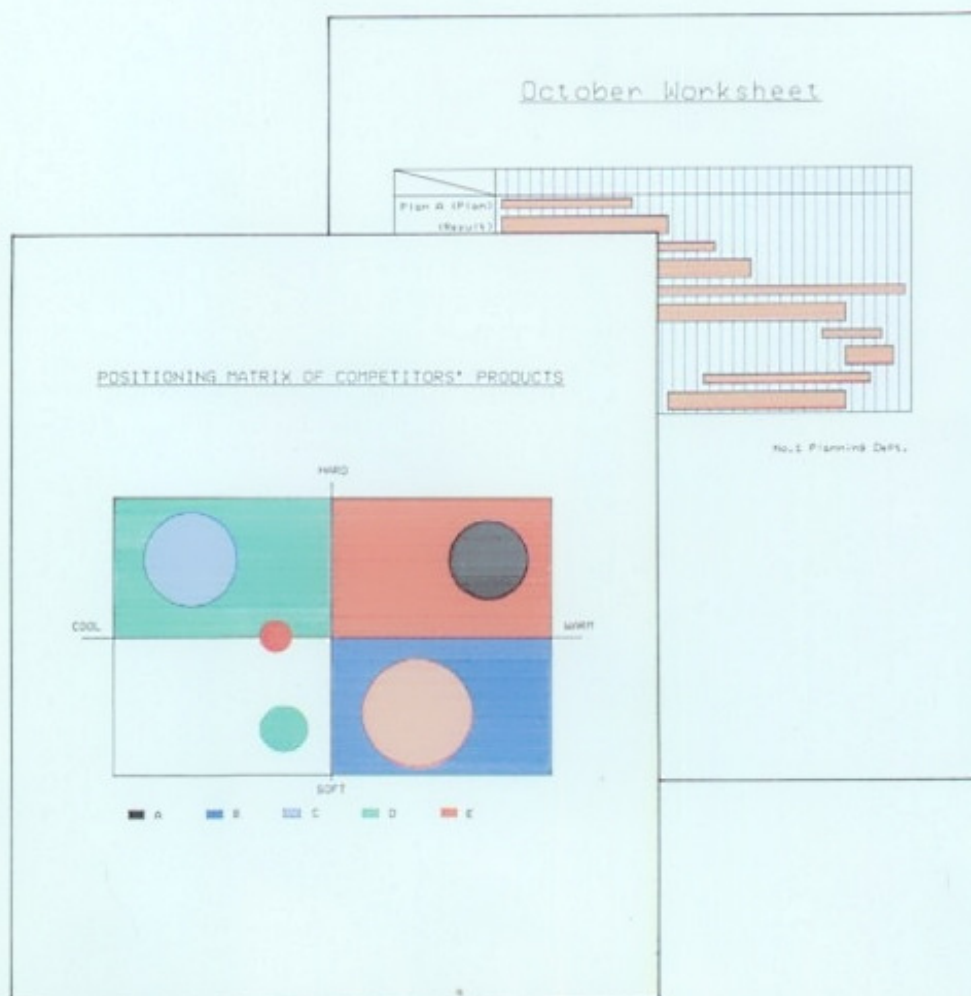 October Worksheet
Plan A (Plan)
(Result)
No.1 Planning Dept.
POSITIONING MATRIX OF COMPETITORS' PRODUCTS
HARD
COOL
WARM
SOFT
A B C D E